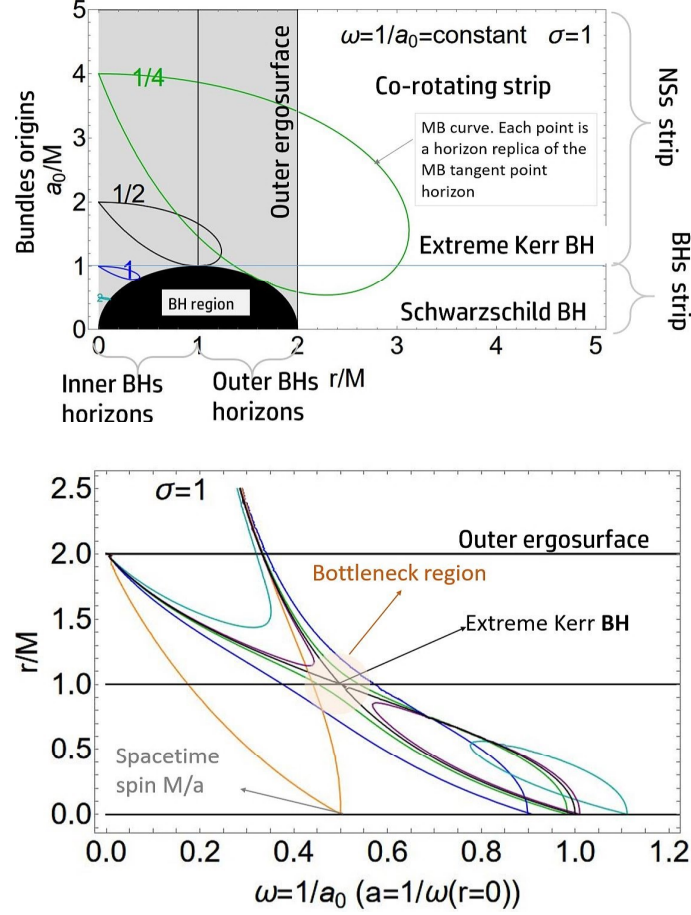 ω=1/a₀=constant σ=1
Co-rotating strip
MB curve. Each point is
a horizon replica of the
MB tangent point
horizon
Extreme Kerr BH
Schwarzschild BH
BH region
Outer ergosurface
Bundles origins
a₀/M
NSs strip
BHs strip
1/4
1/2
1
2
5
4
3
2
1
0
0 1 2 3 4 5
Inner BHs
horizons
Outer BHs
horizons
r/M
σ=1
Outer ergosurface
Bottleneck region
Extreme Kerr BH
Spacetime
spin M/a
r/M
2.5
2.0
1.5
1.0
0.5
0.0
0.0 0.2 0.4 0.6 0.8 1.0 1.2
ω=1/a₀ (a=1/ω(r=0))